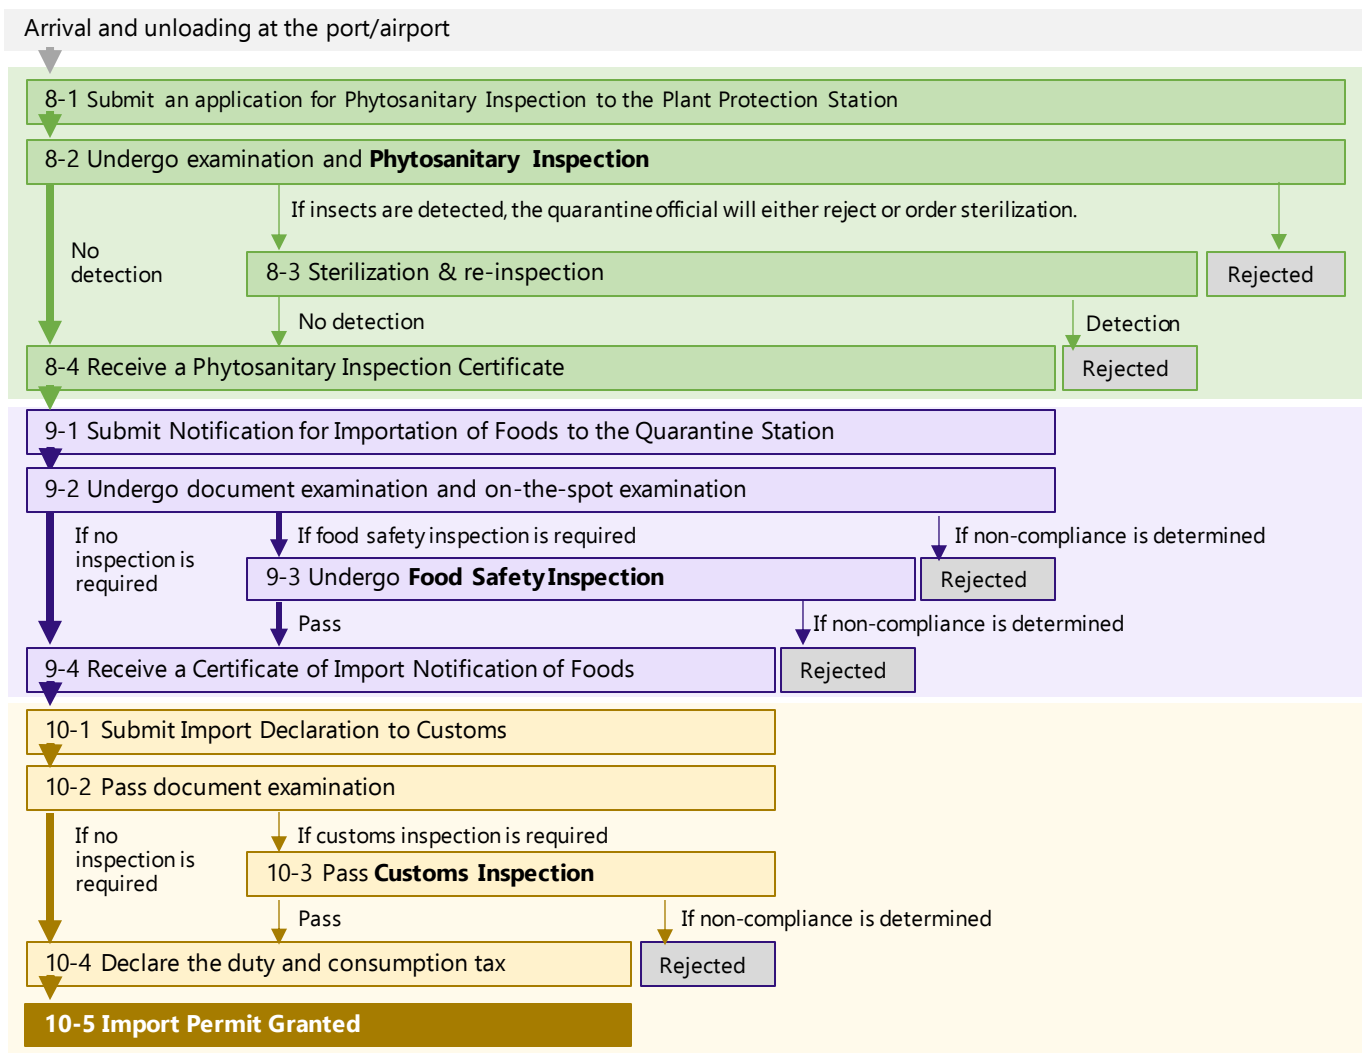 Arrival and unloading at the port/airport
8-1 Submit an application for Phytosanitary Inspection to the Plant Protection Station
8-2 Undergo examination and Phytosanitary Inspection
If insects are detected, the quarantine official will either reject or order sterilization.
No
detection
8-3 Sterilization & re-inspection
Rejected
No detection
Detection
8-4 Receive a Phytosanitary Inspection Certificate
Rejected
9-1 Submit Notification for Importation of Foods to the Quarantine Station
9-2 Undergo document examination and on-the-spot examination
If no
inspection is
required
If food safety inspection is required
If non-compliance is determined
9-3 Undergo Food Safety Inspection
Rejected
Pass
If non-compliance is determined
9-4 Receive a Certificate of Import Notification of Foods
Rejected
10-1 Submit Import Declaration to Customs
10-2 Pass document examination
If no
inspection is
required
If customs inspection is required
10-3 Pass Customs Inspection
Pass
If non-compliance is determined
10-4 Declare the duty and consumption tax
Rejected
10-5 Import Permit Granted